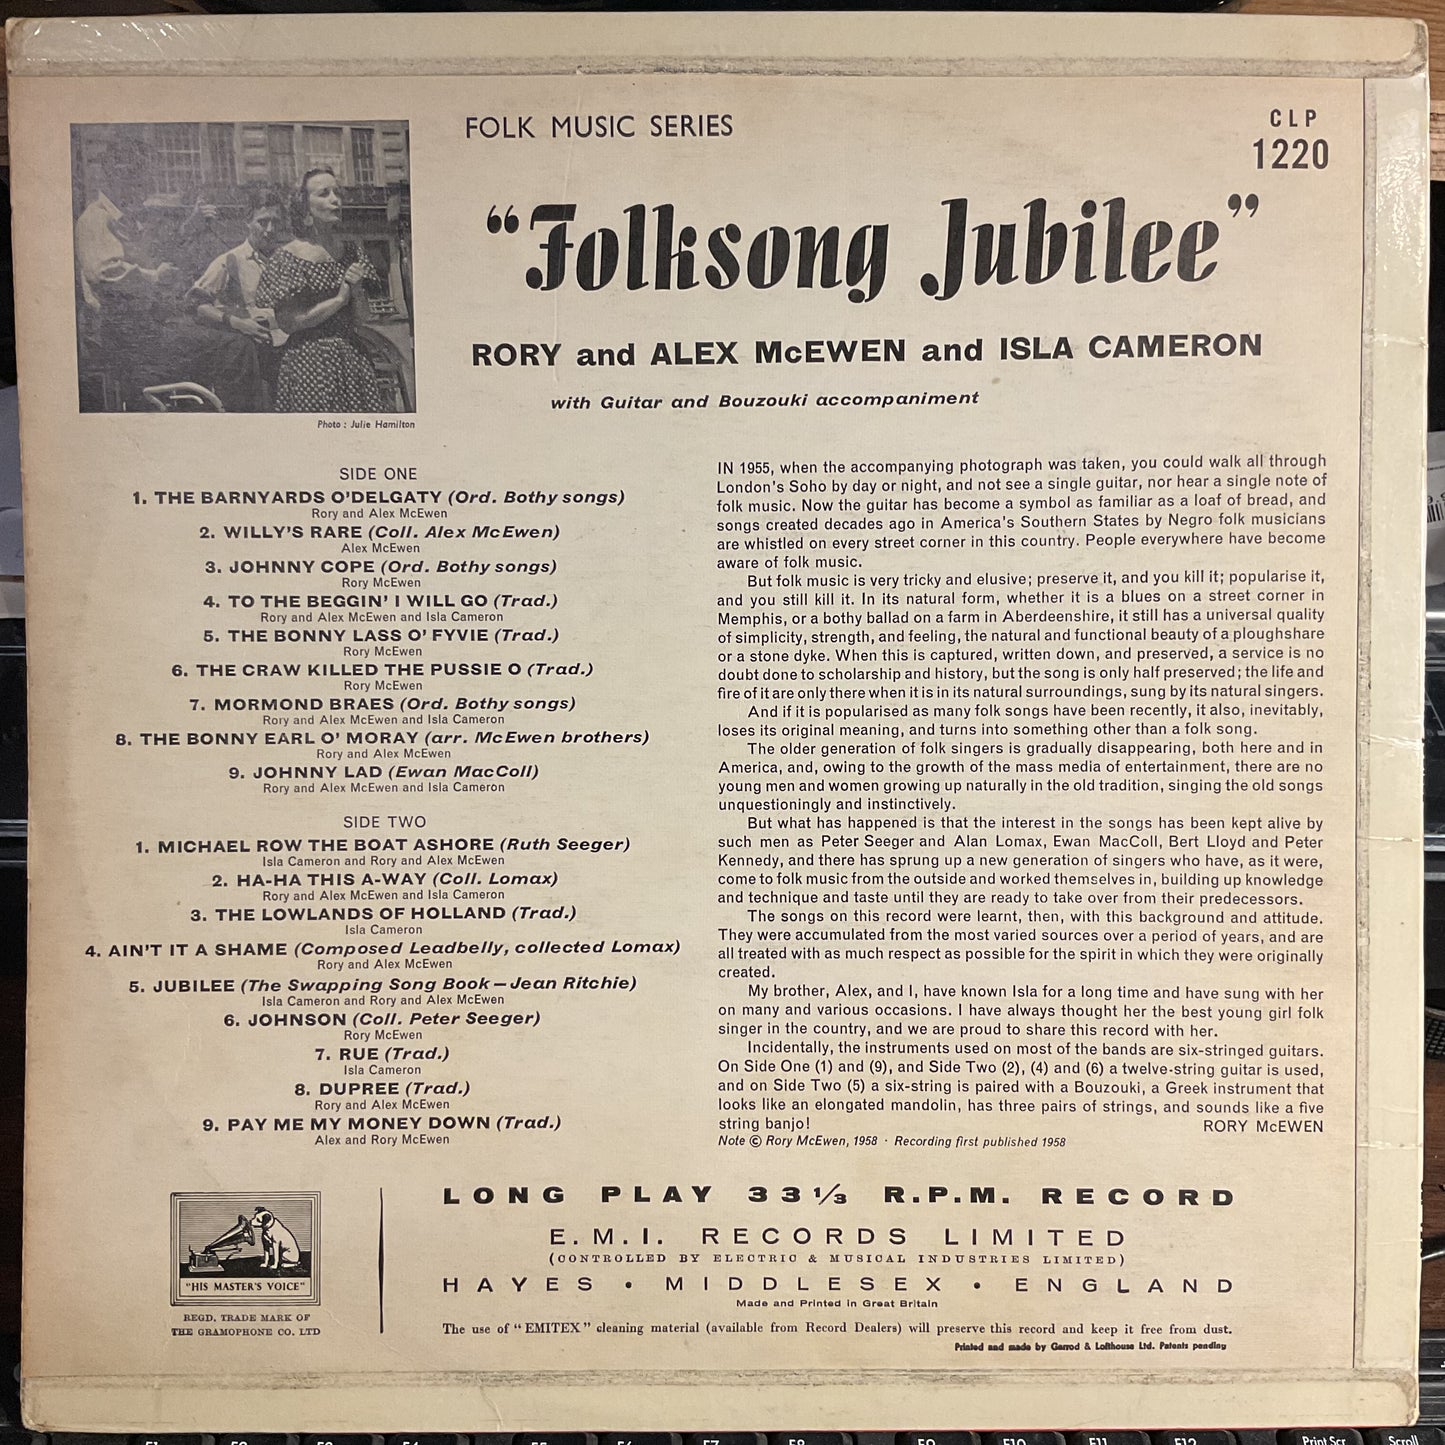 FOLK MUSIC SERIES
CLP
1220
“Folksong Jubilee”
RORY and ALEX McEWEN and ISLA CAMERON
with Guitar and Bouzouki accompaniment
Photo : Julie Hamilton
SIDE ONE
1. THE BARNYARDS O'DELGATY (Ord. Bothy songs)
Rory and Alex McEwen
2. WILLY'S RARE (Coll. Alex McEwen)
Alex McEwen
3. JOHNNY COPE (Ord. Bothy songs)
Rory McEwen
4. TO THE BEGGIN' I WILL GO (Trad.)
Rory and Alex McEwen and Isla Cameron
5. THE BONNY LASS O' FYVIE (Trad.)
Rory McEwen
6. THE CRAW KILLED THE PUSSIE O (Trad.)
Rory McEwen
7. MORMOND BRAES (Ord. Bothy songs)
Rory and Alex McEwen and Isla Cameron
8. THE BONNY EARL O' MORAY (arr. McEwen brothers)
Rory and Alex McEwen
9. JOHNNY LAD (Ewan MacColl)
Rory and Alex McEwen and Isla Cameron
SIDE TWO
1. MICHAEL ROW THE BOAT ASHORE (Ruth Seeger)
Isla Cameron and Rory and Alex McEwen
2. HA-HA THIS A-WAY (Coll. Lomax)
Rory and Alex McEwen and Isla Cameron
3. THE LOWLANDS OF HOLLAND (Trad.)
Isla Cameron
4. AIN'T IT A SHAME (Composed Leadbelly, collected Lomax)
Rory and Alex McEwen
5. JUBILEE (The Swapping Song Book—Jean Ritchie)
Isla Cameron and Rory and Alex McEwen
6. JOHNSON (Coll. Peter Seeger)
Rory McEwen
7. RUE (Trad.)
Isla Cameron
8. DUPREE (Trad.)
Rory and Alex McEwen
9. PAY ME MY MONEY DOWN (Trad.)
Alex and Rory McEwen
IN 1955, when the accompanying photograph was taken, you could walk all through
London's Soho by day or night, and not see a single guitar, nor hear a single note of
folk music. Now the guitar has become a symbol as familiar as a loaf of bread, and
songs created decades ago in America's Southern States by Negro folk musicians
are whistled on every street corner in this country. People everywhere have become
aware of folk music.
But folk music is very tricky and elusive; preserve it, and you kill it; popularise it,
and you still kill it. In its natural form, whether it is a blues on a street corner in
Memphis, or a bothy ballad on a farm in Aberdeenshire, it still has a universal quality
of simplicity, strength, and feeling, the natural and functional beauty of a ploughshare
or a stone dyke. When this is captured, written down, and preserved, a service is no
doubt done to scholarship and history, but the song is only half preserved; the life and
fire of it are only there when it is in its natural surroundings, sung by its natural singers.
And if it is popularised as many folk songs have been recently, it also, inevitably,
loses its original meaning, and turns into something other than a folk song.
The older generation of folk singers is gradually disappearing, both here and in
America, and, owing to the growth of the mass media of entertainment, there are no
young men and women growing up naturally in the old tradition, singing the old songs
unquestioningly and instinctively.
But what has happened is that the interest in the songs has been kept alive by
such men as Peter Seeger and Alan Lomax, Ewan MacColl, Bert Lloyd and Peter
Kennedy, and there has sprung up a new generation of singers who have, as it were,
come to folk music from the outside and worked themselves in, building up knowledge
and technique and taste until they are ready to take over from their predecessors.
The songs on this record were learnt, then, with this background and attitude.
They were accumulated from the most varied sources over a period of years, and are
all treated with as much respect as possible for the spirit in which they were originally
created.
My brother, Alex, and I, have known Isla for a long time and have sung with her
on many and various occasions. I have always thought her the best young girl folk
singer in the country, and we are proud to share this record with her.
Incidentally, the instruments used on most of the bands are six-stringed guitars.
On Side One (1) and (9), and Side Two (2), (4) and (6) a twelve-string guitar is used,
and on Side Two (5) a six-string is paired with a Bouzouki, a Greek instrument that
looks like an elongated mandolin, has three pairs of strings, and sounds like a five
string banjo! RORY McEWEN
Note © Rory McEwen, 1958 · Recording first published 1958
"HIS MASTER'S VOICE"
REGD. TRADE MARK OF
THE GRAMOPHONE CO. LTD
LONG PLAY 33⅓ R.P.M. RECORD
E.M.I. RECORDS LIMITED
(CONTROLLED BY ELECTRIC & MUSICAL INDUSTRIES LIMITED)
HAYES • MIDDLESEX • ENGLAND
Made and Printed in Great Britain
The use of "EMITEX" cleaning material (available from Record Dealers) will preserve this record and keep it free from dust.
Printed and made by Garrod & Lofthouse Ltd. Patents pending
F7 F8 F9 F10 F11 F12 Print Scr Scroll